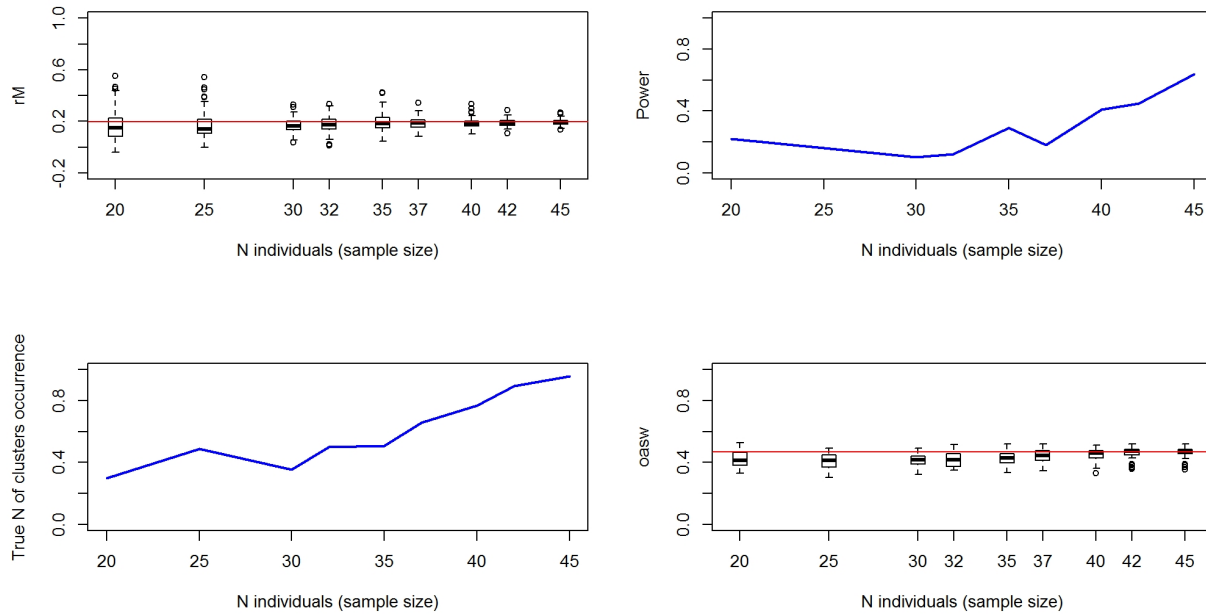 rM
1.0
0.6
0.2
-0.2
20 25 30 32 35 37 40 42 45
N individuals (sample size)
Power
0.8
0.4
0.0
20 25 30 35 40 45
N individuals (sample size)
True N of clusters occurrence
0.8
0.4
0.0
20 25 30 35 40 45
N individuals (sample size)
oasw
0.8
0.4
0.0
20 25 30 32 35 37 40 42 45
N individuals (sample size)